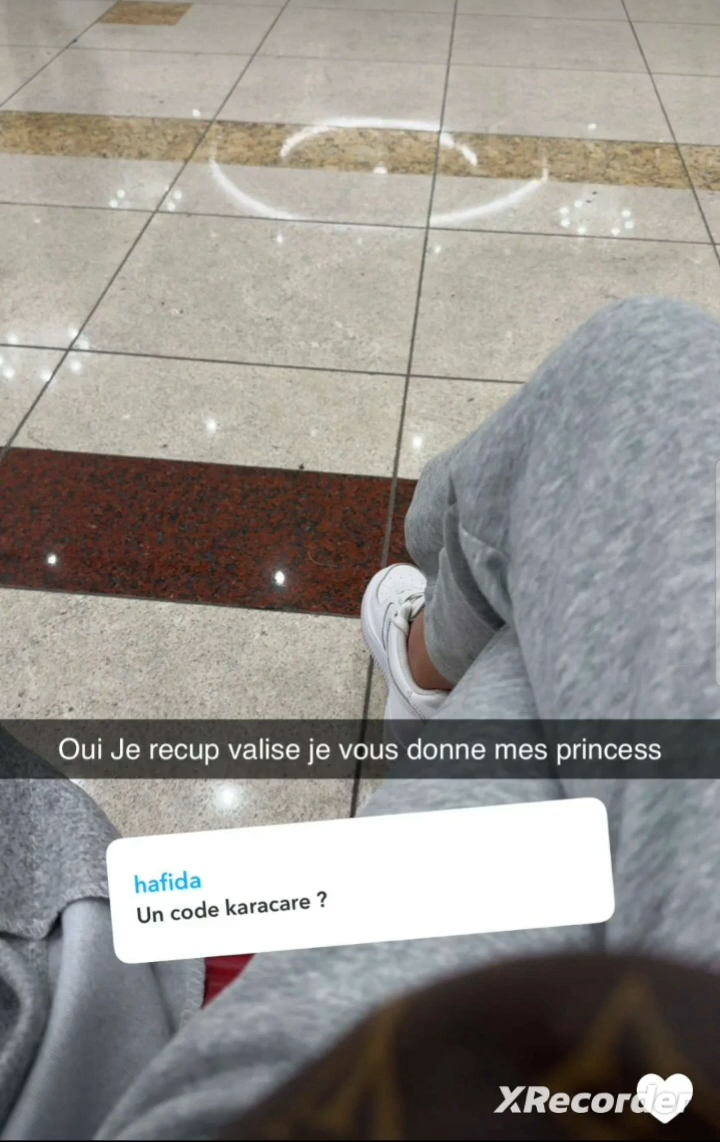 Oui Je recup valise je vous donne mes princess
hafida
Un code karacare ?
XRecorder